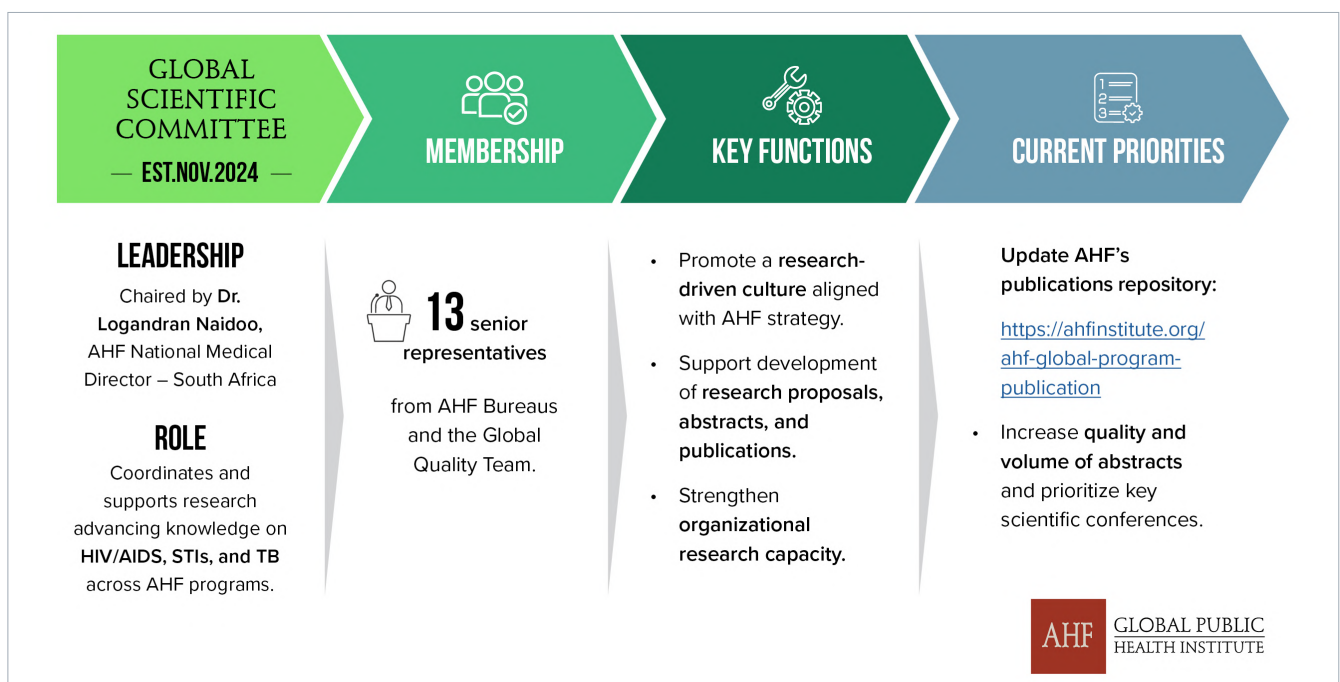 GLOBAL
SCIENTIFIC
COMMITTEE
— EST.NOV.2024 —
LEADERSHIP
Chaired by Dr.
Logandran Naidoo,
AHF National Medical
Director – South Africa
ROLE
Coordinates and
supports research
advancing knowledge on
HIV/AIDS, STIs, and TB
across AHF programs.
MEMBERSHIP
13 senior
representatives
from AHF Bureaus
and the Global
Quality Team.
KEY FUNCTIONS
• Promote a research-
driven culture aligned
with AHF strategy.
• Support development
of research proposals,
abstracts, and
publications.
• Strengthen
organizational
research capacity.
1
2
3
CURRENT PRIORITIES
Update AHF’s
publications repository:
https://ahfinstitute.org/
ahf-global-program-
publication
• Increase quality and
volume of abstracts
and prioritize key
scientific conferences.
AHF
GLOBAL PUBLIC
HEALTH INSTITUTE